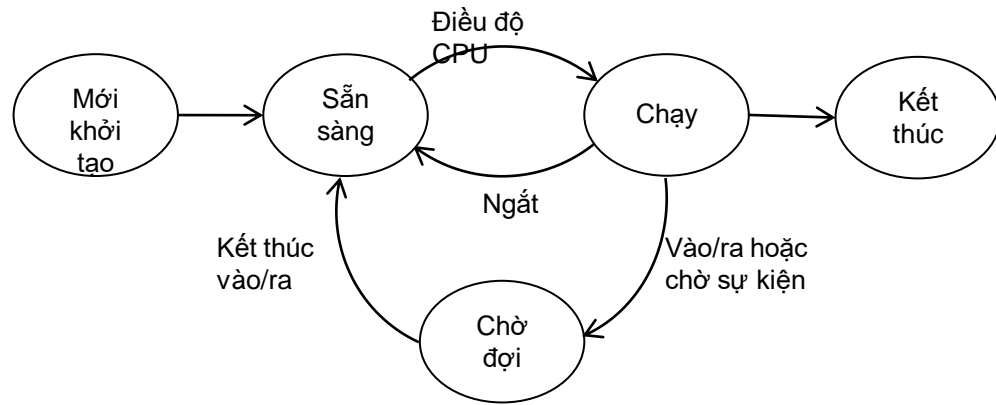 Điều độ
CPU
Mới
khởi
tạo
Sẵn
sàng
Chạy
Kết
thúc
Ngắt
Kết thúc
vào/ra
Vào/ra hoặc
chờ sự kiện
Chờ
đợi